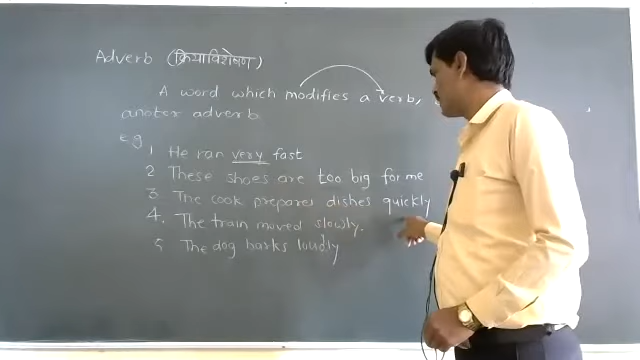 Adverb (क्रियाविशेषण)
A word which modifies a verb,
anoter adverb
eg
1 He ran very fast
2 These shoes are too big for me
3 The cook prepares dishes quickly
4. The train moved slowly.
5 The dog barks loudly